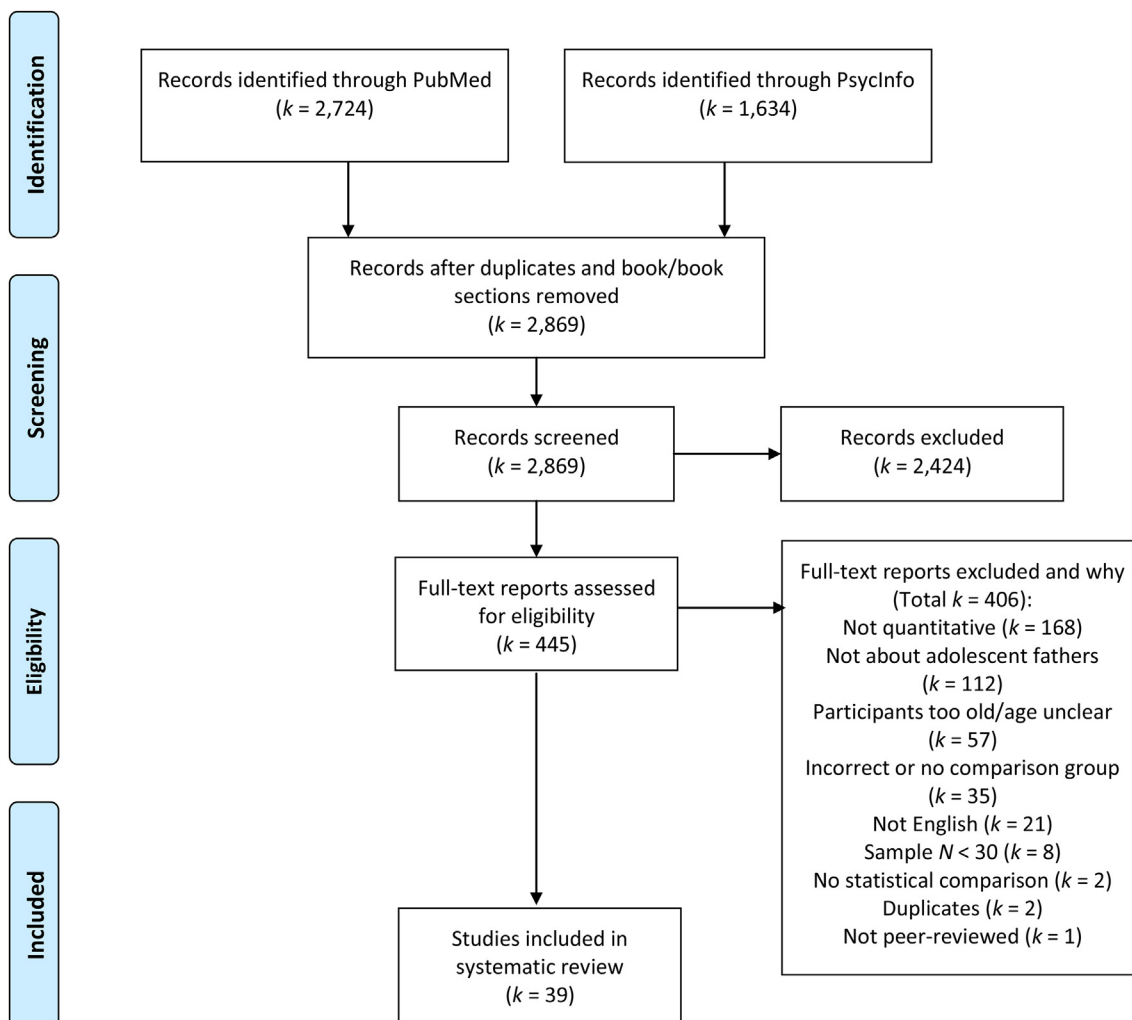 Identification
Records identified through PubMed
(k = 2,724)
Records identified through PsycInfo
(k = 1,634)
Records after duplicates and book/book
sections removed
(k = 2,869)
Screening
Records screened
(k = 2,869)
Records excluded
(k = 2,424)
Eligibility
Full-text reports assessed
for eligibility
(k = 445)
Full-text reports excluded and why
(Total k = 406):
Not quantitative (k = 168)
Not about adolescent fathers
(k = 112)
Participants too old/age unclear
(k = 57)
Incorrect or no comparison group
(k = 35)
Not English (k = 21)
Sample N < 30 (k = 8)
No statistical comparison (k = 2)
Duplicates (k = 2)
Not peer-reviewed (k = 1)
Included
Studies included in
systematic review
(k = 39)